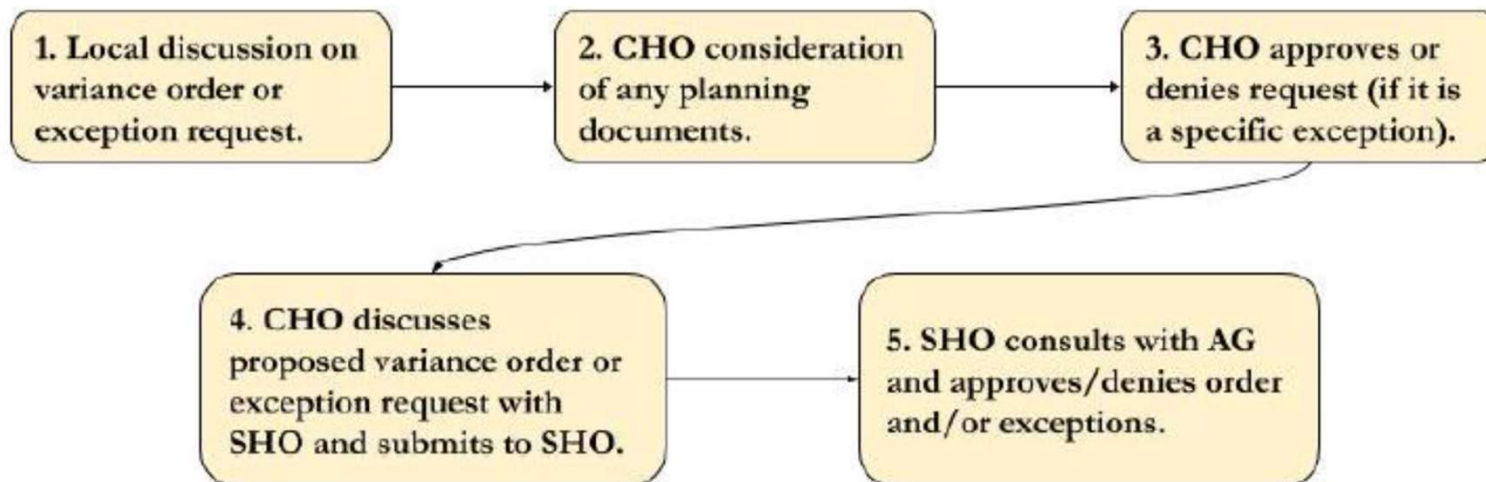 1. Local discussion on
variance order or
exception request.
2. CHO consideration
of any planning
documents.
3. CHO approves or
denies request (if it is
a specific exception).
4. CHO discusses
proposed variance order or
exception request with
SHO and submits to SHO.
5. SHO consults with AG
and approves/denies order
and/or exceptions.